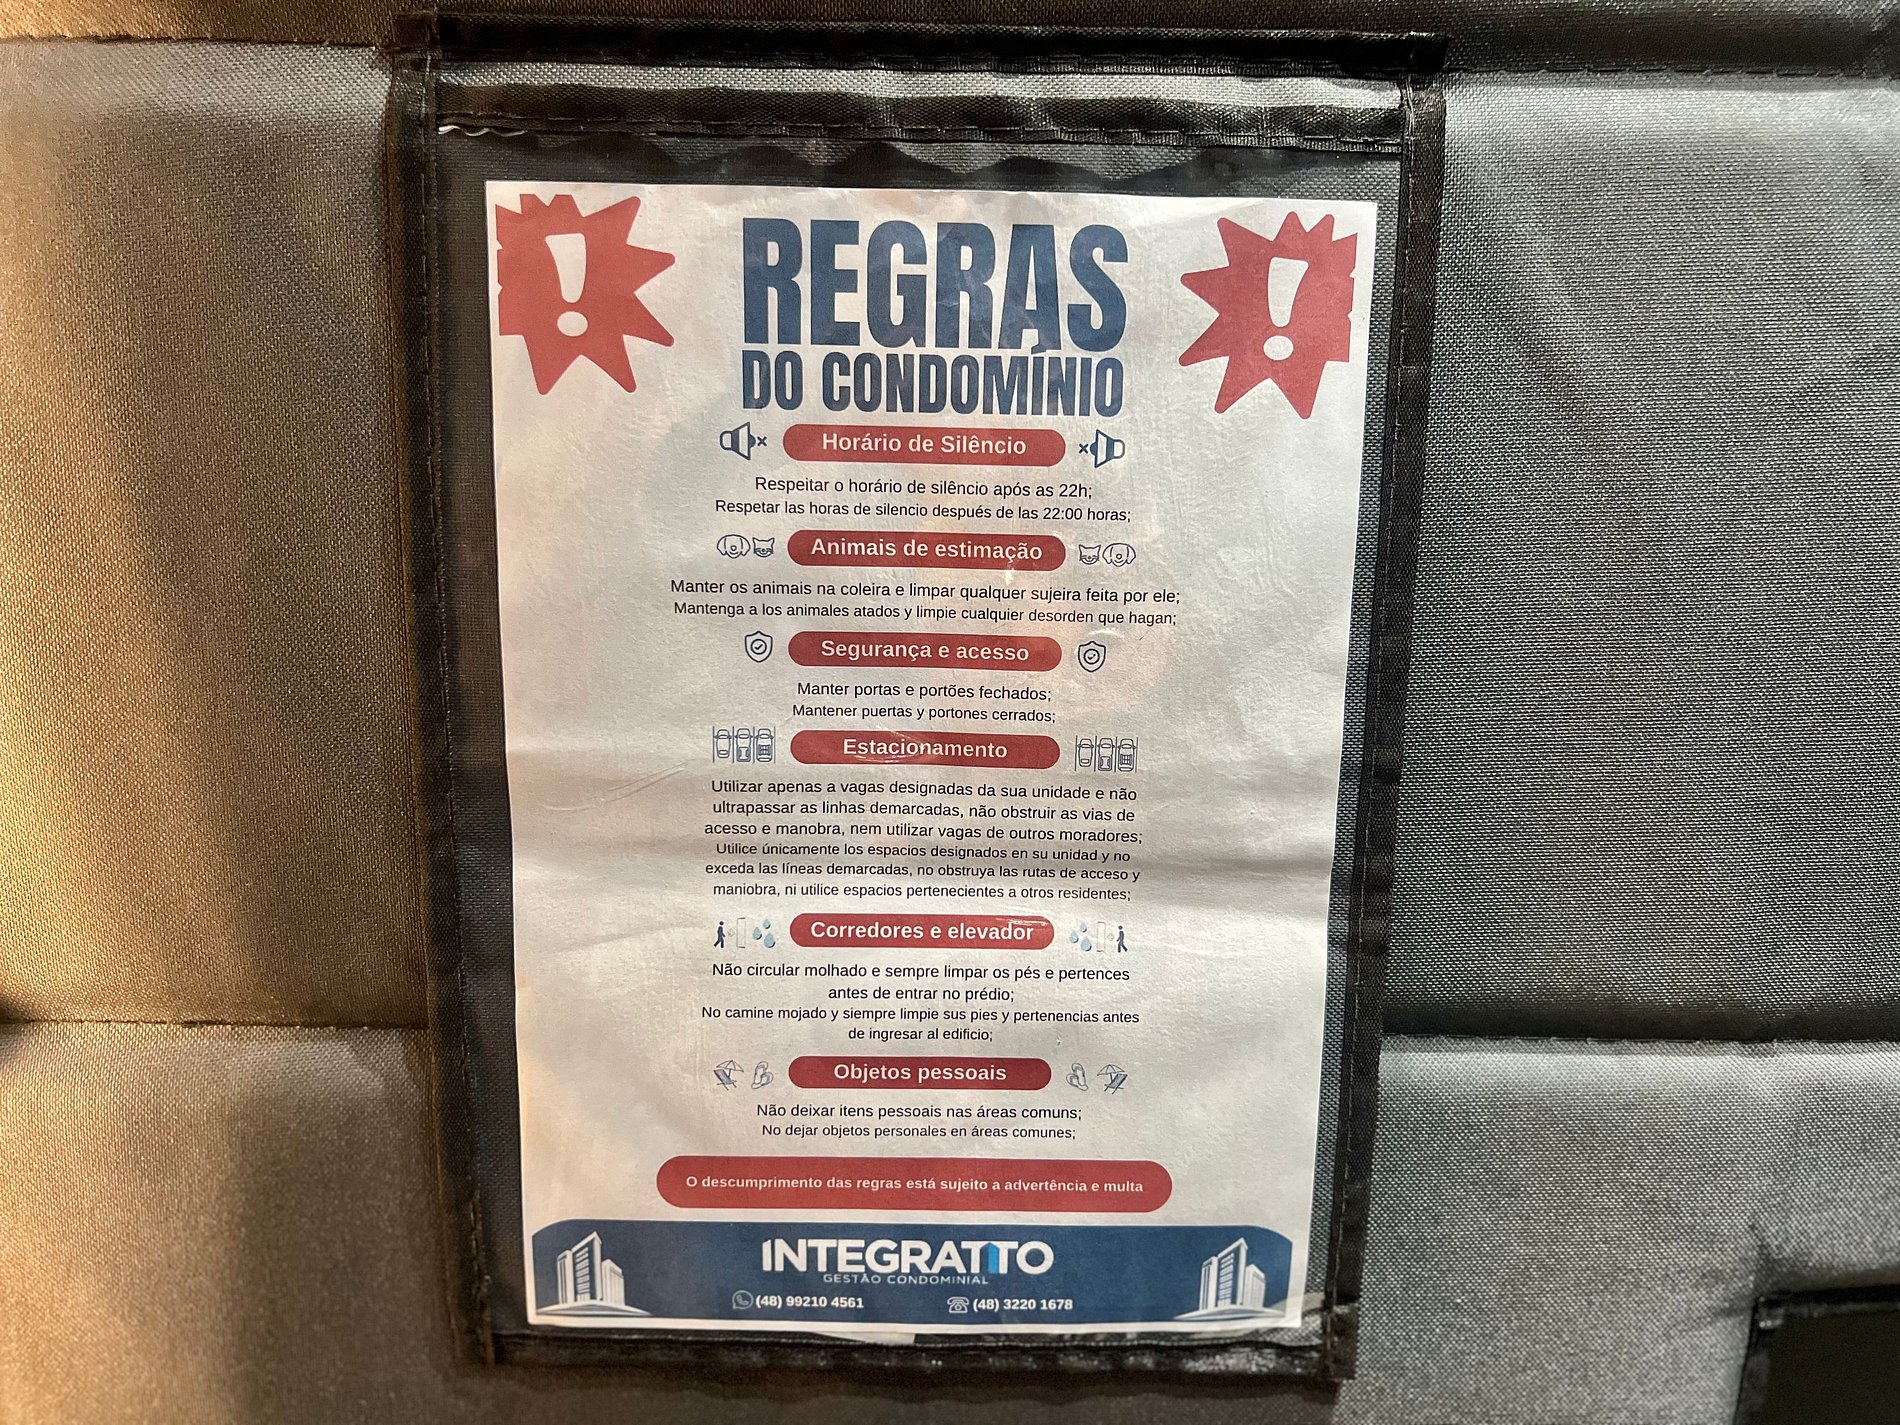 REGRAS
DO CONDOMÍNIO
Horário de Silêncio
Respeitar o horário de silêncio após as 22h;
Respetar las horas de silencio después de las 22:00 horas;
Animais de estimação
Manter os animais na coleira e limpar qualquer sujeira feita por ele;
Mantenga a los animales atados y limpie cualquier desorden que hagan;
Segurança e acesso
Manter portas e portões fechados;
Mantener puertas y portones cerrados;
Estacionamento
Utilizar apenas a vagas designadas da sua unidade e não
ultrapassar as linhas demarcadas, não obstruir as vias de
acesso e manobra, nem utilizar vagas de outros moradores;
Utilice únicamente los espacios designados en su unidad y no
exceda las líneas demarcadas, no obstruya las rutas de acceso y
maniobra, ni utilice espacios pertenecientes a otros residentes;
Corredores e elevador
Não circular molhado e sempre limpar os pés e pertences
antes de entrar no prédio;
No camine mojado y siempre limpie sus pies y pertenencias antes
de ingresar al edificio;
Objetos pessoais
Não deixar itens pessoais nas áreas comuns;
No dejar objetos personales en áreas comunes;
O descumprimento das regras está sujeito a advertência e multa
INTEGRATTO
GESTÃO CONDOMINIAL
(48) 99210 4561 (48) 3220 1678